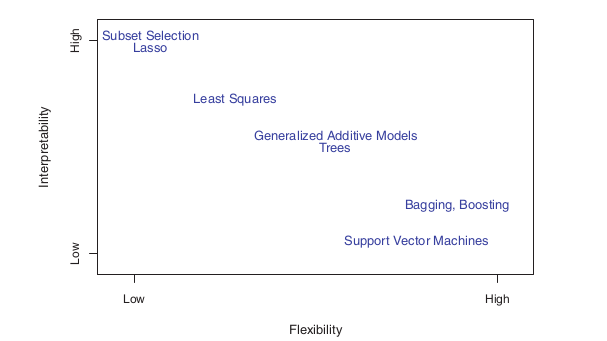 High
Subset Selection
Lasso
Least Squares
Interpretability
Generalized Additive Models
Trees
Bagging, Boosting
Support Vector Machines
Low
Low
High
Flexibility